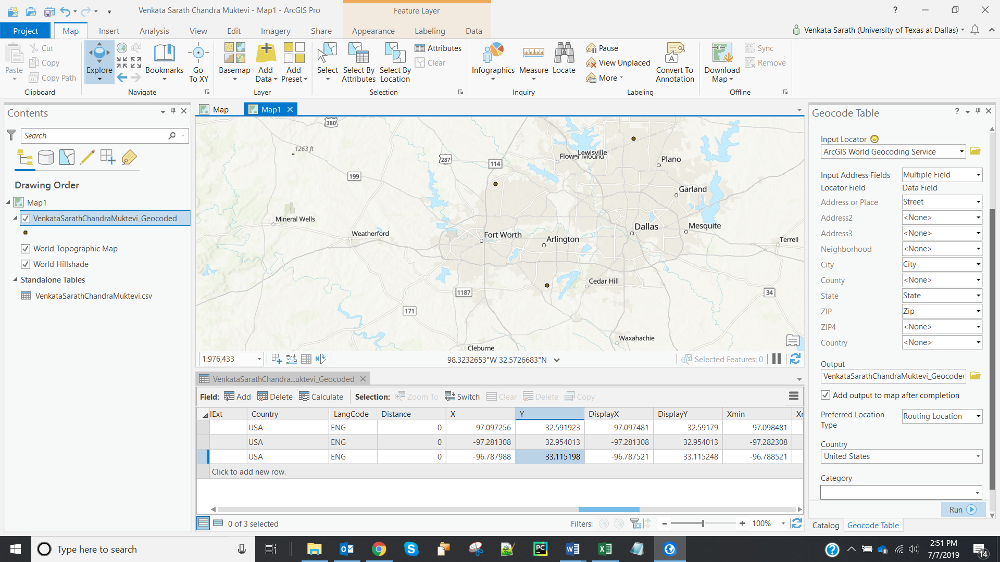 Venkata Sarath Chandra Muktevi - Map1 - ArcGIS Pro
Feature Layer
?
Project
Map
Insert
Analysis
View
Edit
Imagery
Share
Appearance
Labeling
Data
Venkata Sarath (University of Texas at Dallas)
Paste
Cut
Copy
Copy Path
Clipboard
Explore
Bookmarks
Go To XY
Navigate
Basemap
Add Data
Add Preset
Layer
Select
Select By Attributes
Select By Location
Attributes
Clear
Selection
Infographics
Measure
Locate
Inquiry
Pause
View Unplaced
More
Convert To Annotation
Labeling
Download Map
Sync
Remove
Offline
Contents
Search
Drawing Order
Map1
VenkataSarathChandraMuktevi_Geocoded
World Topographic Map
World Hillshade
Standalone Tables
VenkataSarathChandraMuktevi.csv
Map
Map1
380
1263 ft
287
114
199
Lewisville
Flower Mound
Plano
Garland
Mineral Wells
Weatherford
Fort Worth
Arlington
Dallas
Mesquite
Terrell
Cedar Hill
1187
34
171
Waxahachie
Cleburne
1:976,433
98.3232653°W 32.5726683°N
Selected Features: 0
VenkataSarathChandra...uktevi_Geocoded
Field: Add Delete Calculate Selection: Zoom To Switch Clear Delete Copy
IExt Country LangCode Distance X Y DisplayX DisplayY Xmin
USA ENG 0 -97.097256 32.591923 -97.097481 32.59179 -97.098481
USA ENG 0 -97.281308 32.954013 -97.281308 32.954013 -97.282308
USA ENG 0 -96.787988 33.115198 -96.787521 33.115248 -96.788521
Click to add new row.
0 of 3 selected
Filters:
100%
Geocode Table
?
Input Locator
ArcGIS World Geocoding Service
Input Address Fields Multiple Field
Locator Field Data Field
Address or Place Street
Address2 <None>
Address3 <None>
Neighborhood <None>
City City
County <None>
State State
ZIP Zip
ZIP4 <None>
Country <None>
Output
VenkataSarathChandraMuktevi_Geocoded
Add output to map after completion
Preferred Location Type Routing Location
Country
United States
Category
Run
Catalog
Geocode Table
Type here to search
2:51 PM
7/7/2019
14